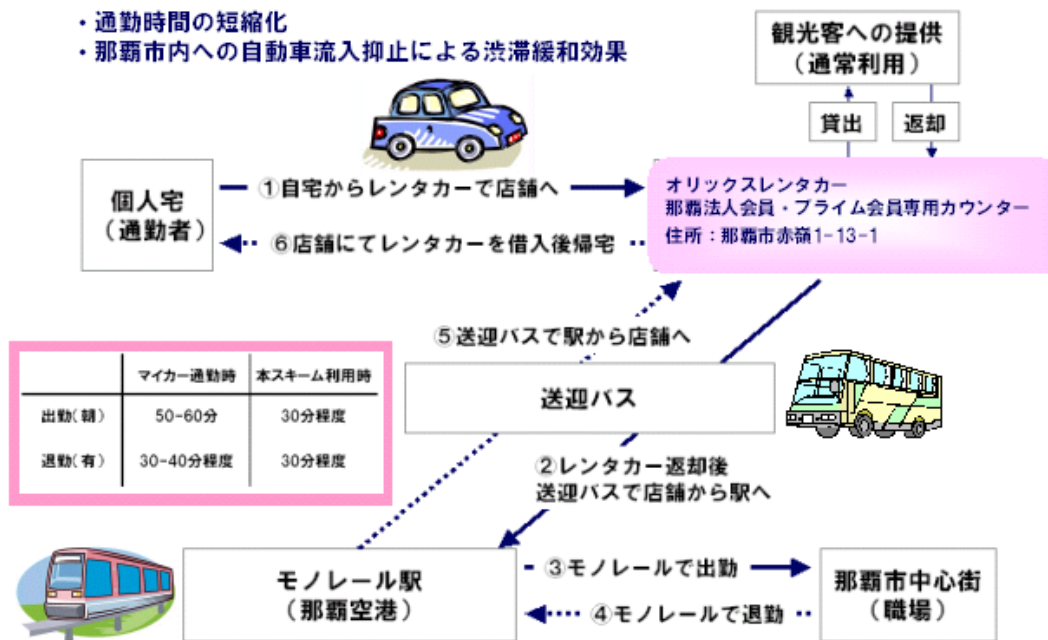 ・通勤時間の短縮化
・那覇市内への自動車流入抑止による渋滞緩和効果
観光客への提供
（通常利用）
貸出
返却
個人宅
（通勤者）
①自宅からレンタカーで店舗へ
⑥店舗にてレンタカーを借入後帰宅
オリックスレンタカー
那覇法人会員・プライム会員専用カウンター
住所：那覇市赤嶺1-13-1
⑤送迎バスで駅から店舗へ
送迎バス
マイカー通勤時 本スキーム利用時
出勤(朝) 50-60分 30分程度
退勤(有) 30-40分程度 30分程度
②レンタカー返却後
送迎バスで店舗から駅へ
モノレール駅
（那覇空港）
③モノレールで出勤
④モノレールで退勤
那覇市中心街
（職場）